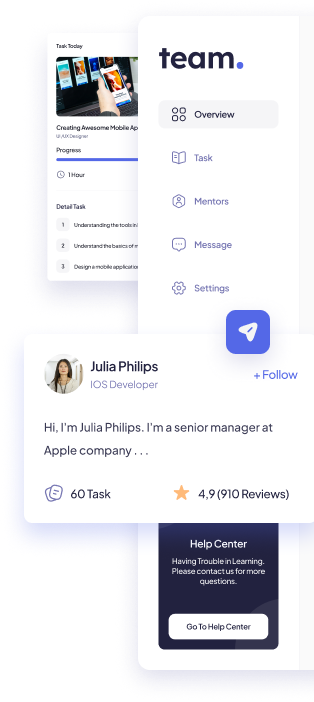 team.
Overview
Task
Mentors
Message
Settings
Task Today
Creating Awesome Mobile Ap
UI UX Designer
Progress
1 Hour
Detail Task
1 Understanding the tools in
2 Understand the basics of m
3 Design a mobile application
Julia Philips
IOS Developer
+ Follow
Hi, I'm Julia Philips. I'm a senior manager at
Apple company . . .
60 Task
4,9 (910 Reviews)
Help Center
Having Trouble in Learning.
Please contact us for more
questions.
Go To Help Center